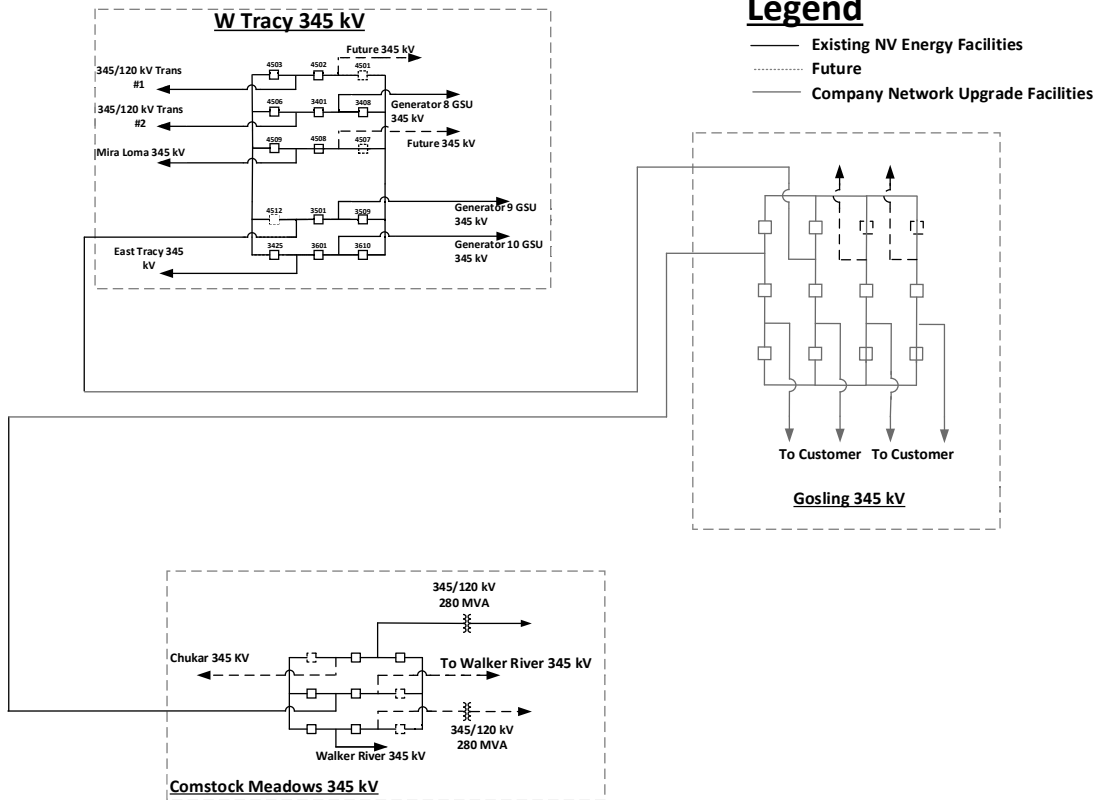 W Tracy 345 kV
Legend
Existing NV Energy Facilities
Future
Company Network Upgrade Facilities
Future 345 kV
4503
4502
4501
345/120 kV Trans
#1
4506
3401
3408
Generator 8 GSU
345 kV
345/120 kV Trans
#2
4509
4508
4507
Future 345 kV
Mira Loma 345 kV
4512
3501
3509
Generator 9 GSU
345 kV
3425
3601
3610
Generator 10 GSU
345 kV
East Tracy 345
kV
To Customer
To Customer
Gosling 345 kV
345/120 kV
280 MVA
Chukar 345 KV
To Walker River 345 kV
345/120 kV
280 MVA
Walker River 345 kV
Comstock Meadows 345 kV